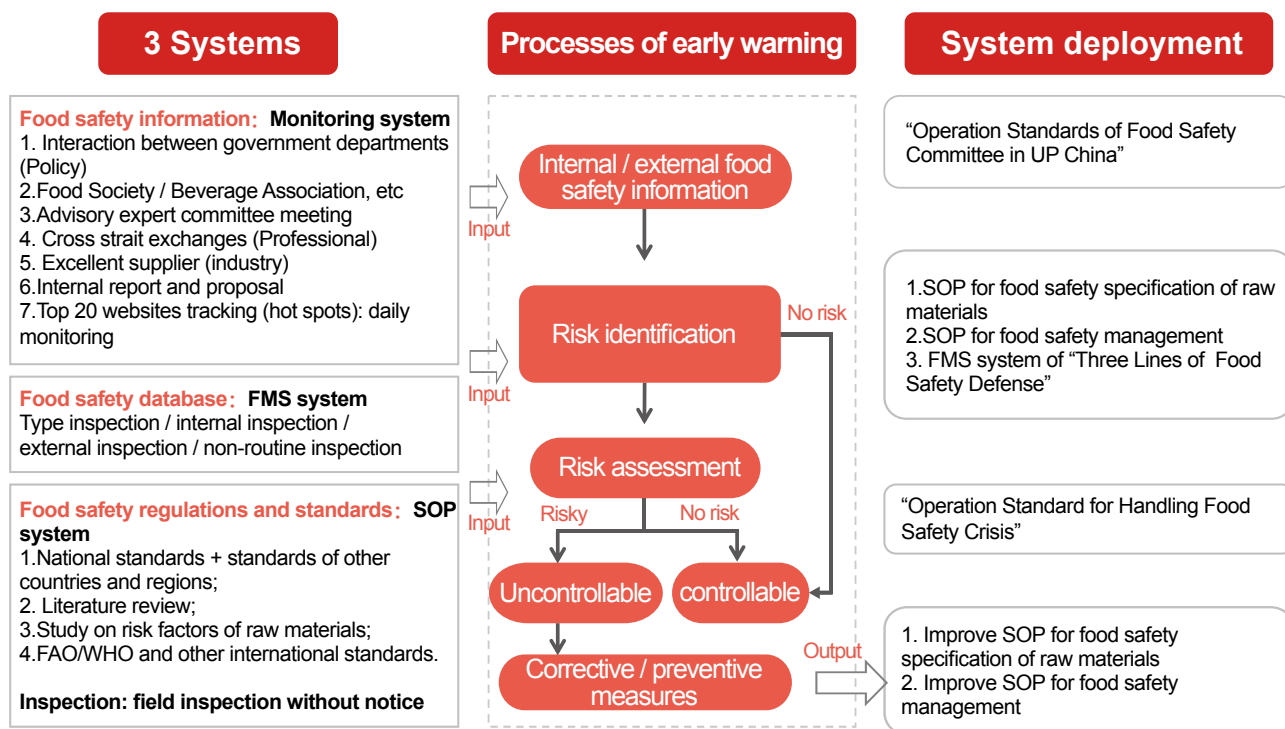 3 Systems
Food safety information: Monitoring system
1. Interaction between government departments
(Policy)
2.Food Society / Beverage Association, etc
3.Advisory expert committee meeting
4. Cross strait exchanges (Professional)
5. Excellent supplier (industry)
6.Internal report and proposal
7.Top 20 websites tracking (hot spots): daily
monitoring
Food safety database: FMS system
Type inspection / internal inspection /
external inspection / non-routine inspection
Food safety regulations and standards: SOP
system
1.National standards + standards of other
countries and regions;
2. Literature review;
3.Study on risk factors of raw materials;
4.FAO/WHO and other international standards.
Inspection: field inspection without notice
Input
Input
Input
Processes of early warning
Internal / external food
safety information
Risk identification
No risk
Risk assessment
Risky
No risk
Uncontrollable
controllable
Corrective / preventive
measures
Output
System deployment
“Operation Standards of Food Safety
Committee in UP China”
1.SOP for food safety specification of raw
materials
2.SOP for food safety management
3. FMS system of “Three Lines of Food
Safety Defense”
“Operation Standard for Handling Food
Safety Crisis”
1. Improve SOP for food safety
specification of raw materials
2. Improve SOP for food safety
management